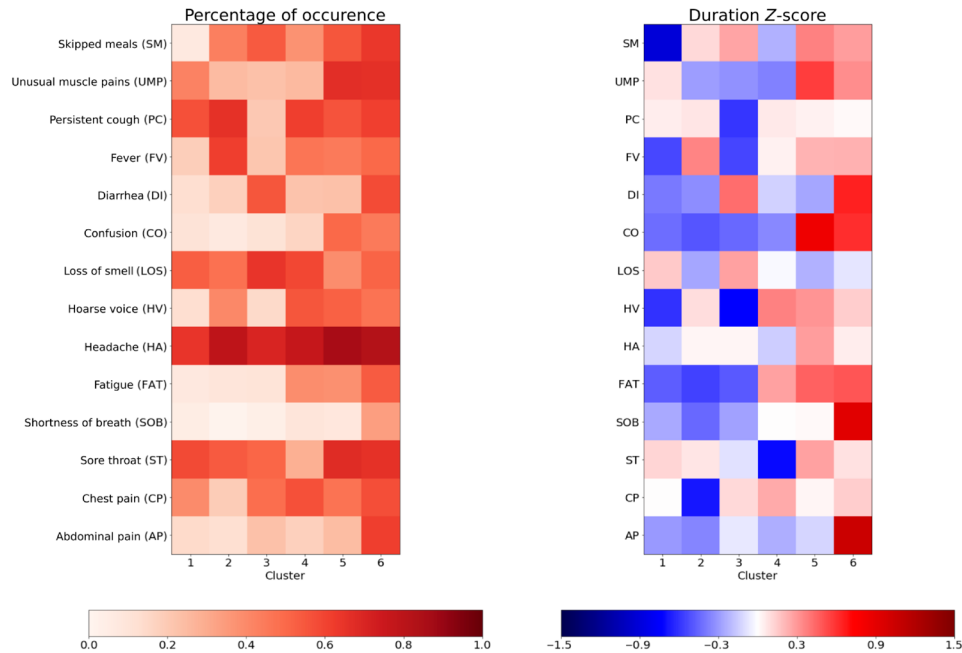 Percentage of occurence
Skipped meals (SM)
Unusual muscle pains (UMP)
Persistent cough (PC)
Fever (FV)
Diarrhea (DI)
Confusion (CO)
Loss of smell (LOS)
Hoarse voice (HV)
Headache (HA)
Fatigue (FAT)
Shortness of breath (SOB)
Sore throat (ST)
Chest pain (CP)
Abdominal pain (AP)
1 2 3 4 5 6
Cluster
0.0 0.2 0.4 0.6 0.8 1.0
Duration Z-score
SM
UMP
PC
FV
DI
CO
LOS
HV
HA
FAT
SOB
ST
CP
AP
1 2 3 4 5 6
Cluster
−1.5 −0.9 −0.3 0.3 0.9 1.5